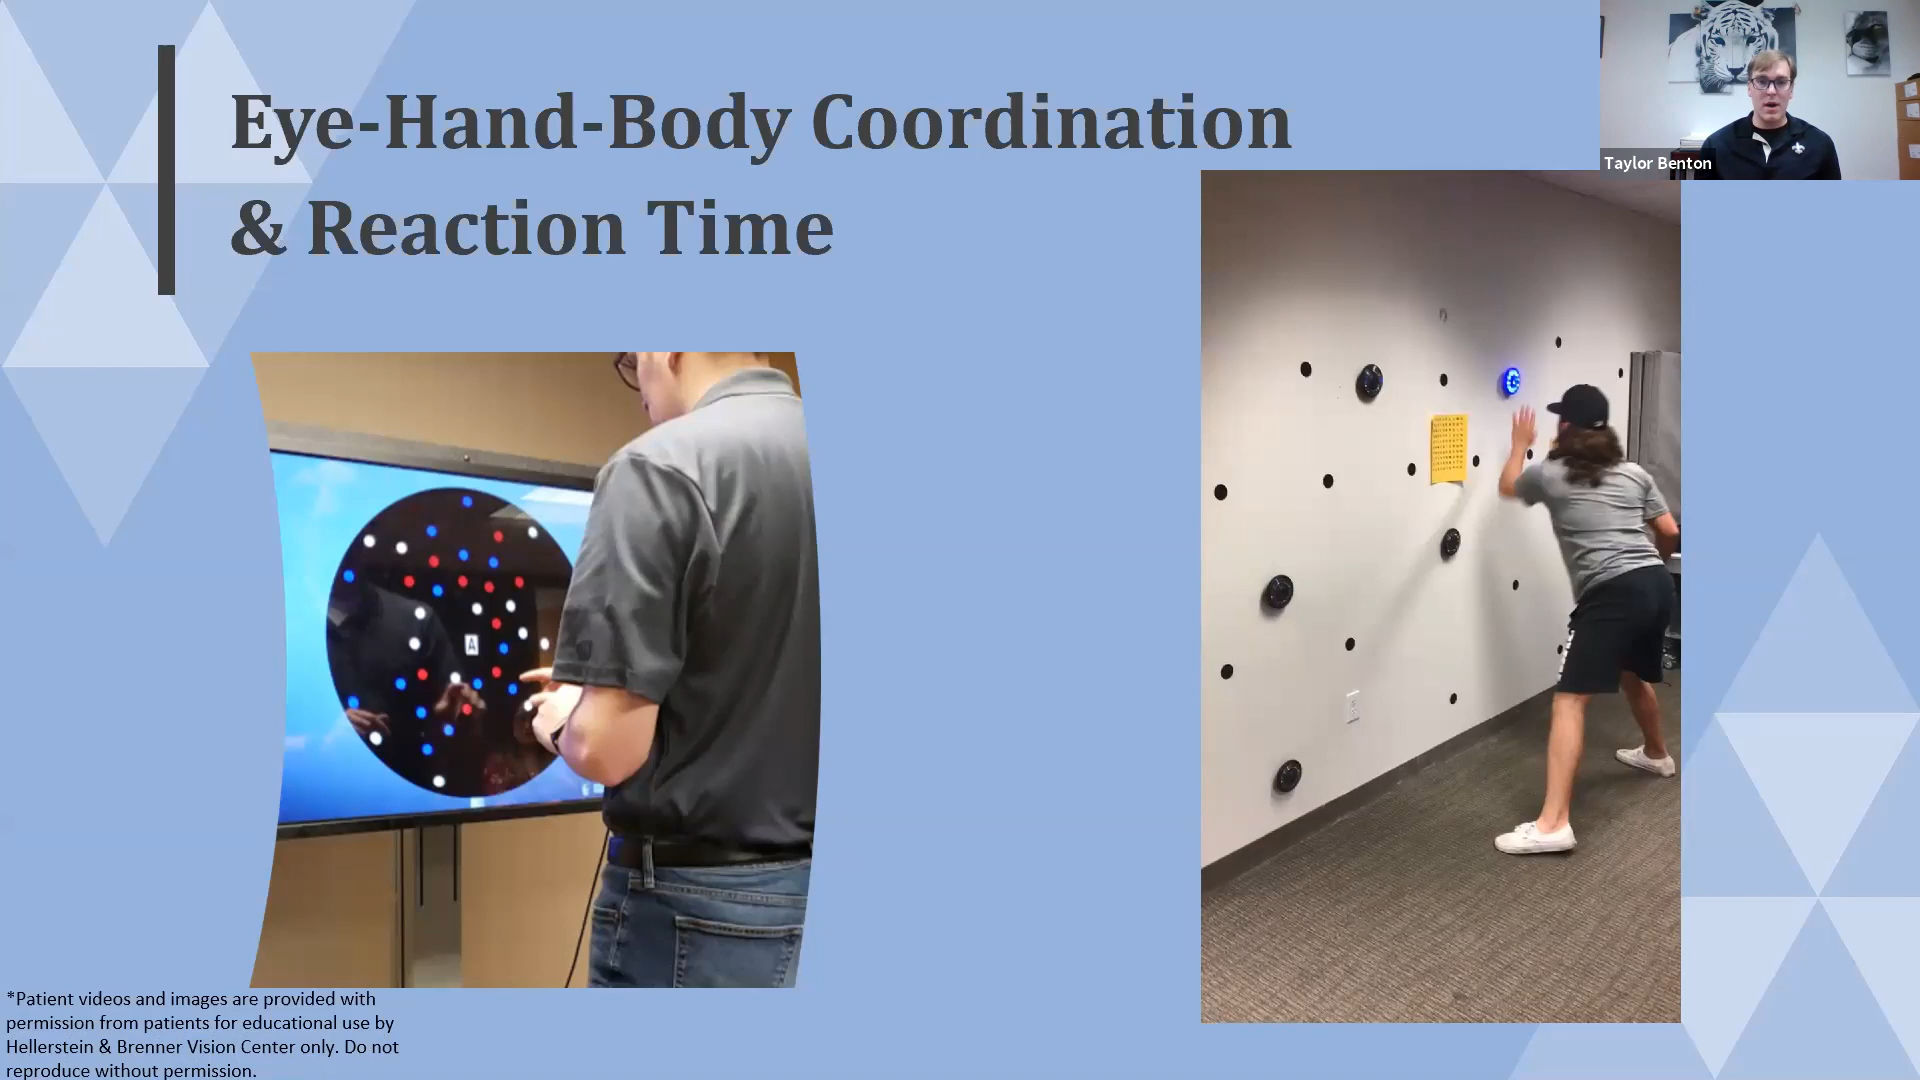 Eye-Hand-Body Coordination
& Reaction Time
Taylor Benton
A
*Patient videos and images are provided with
permission from patients for educational use by
Hellerstein & Brenner Vision Center only. Do not
reproduce without permission.